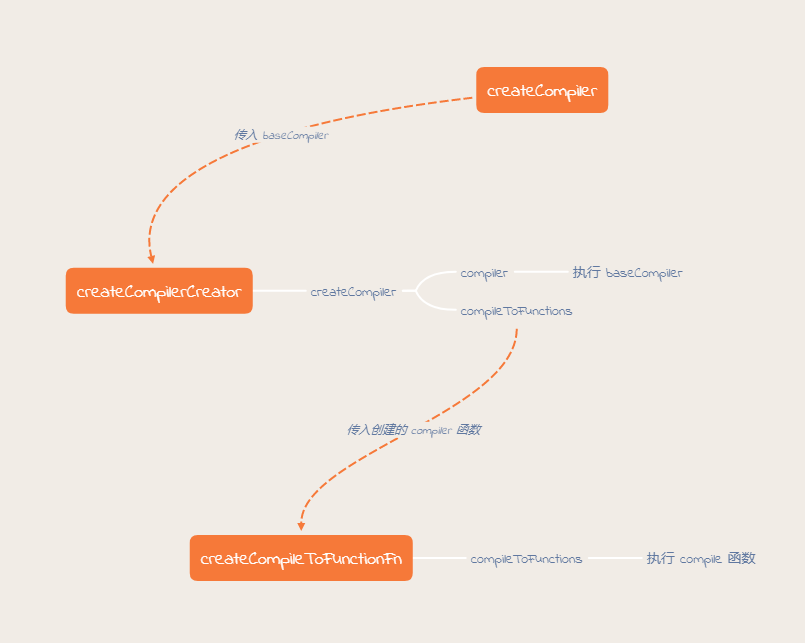 createCompiler
传入 baseCompiler
createCompilerCreator
createCompiler
compiler
执行 baseCompiler
compileToFunctions
传入创建的 compiler 函数
createCompileToFunctionFn
compileToFunctions
执行 compile 函数